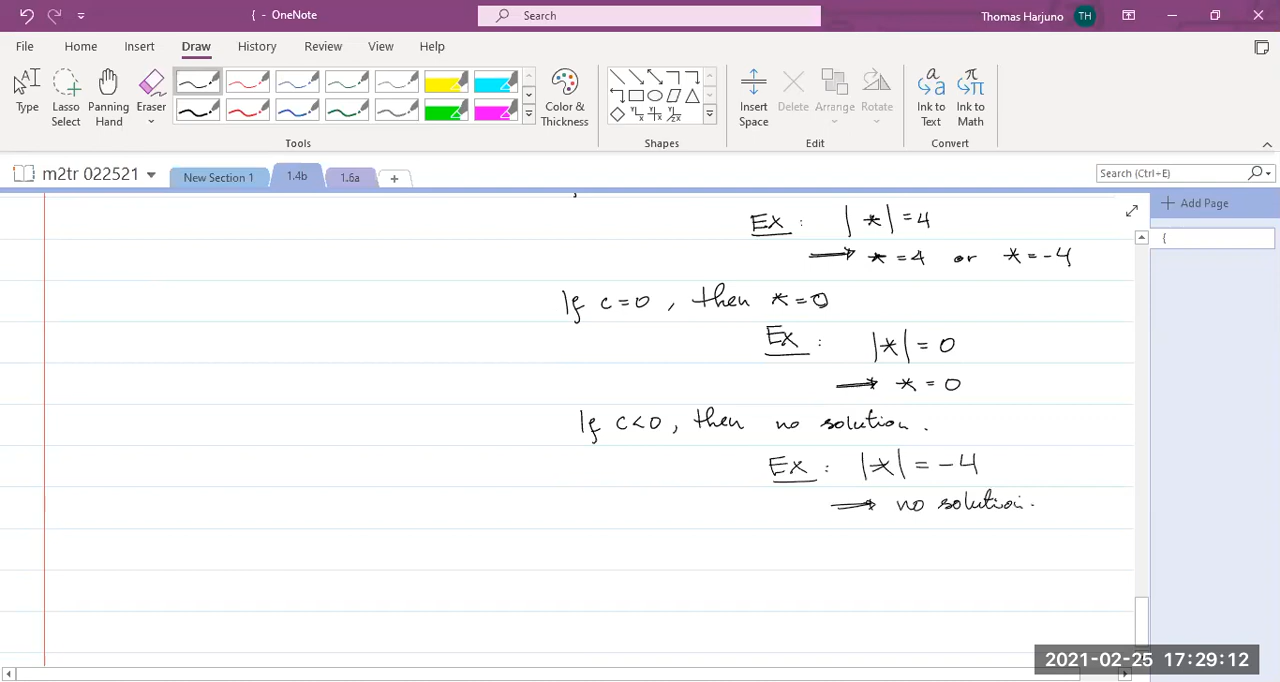 { - OneNote
Search
Thomas Harjuno TH
File Home Insert Draw History Review View Help
Type
Lasso Select
Panning Hand
Eraser
Color & Thickness
Insert Space
Delete
Arrange
Rotate
Ink to Text
Ink to Math
Tools Shapes Edit Convert
m2tr 022521
New Section 1
1.4b
1.6a
+
Search (Ctrl+E)
+ Add Page
{
Ex : |*| = 4
⟶ * = 4 or * = -4
If c = 0 , then * = 0
Ex : |*| = 0
⟶ * = 0
If c < 0 , then no solution .
Ex : |*| = -4
⟶ no solution .
2021-02-25 17:29:12